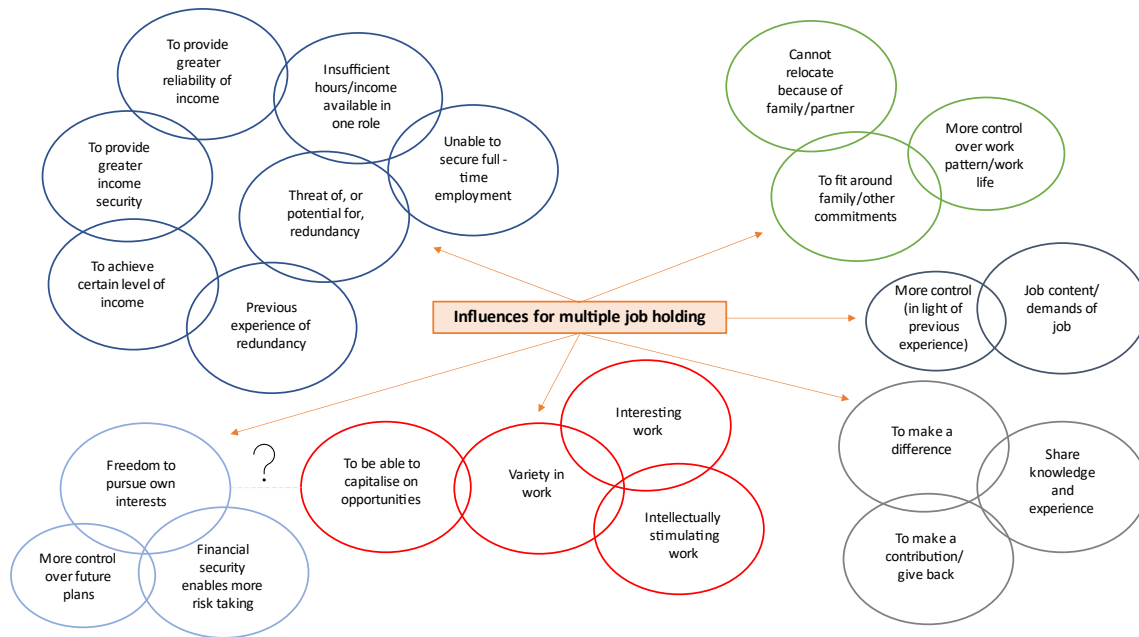 To provide
greater
reliability of
income
Insufficient
hours/income
available in
one role
Unable to
secure full -
time
employment
To provide
greater
income
security
Threat of, or
potential for,
redundancy
To achieve
certain level of
income
Previous
experience of
redundancy
Cannot
relocate
because of
family/partner
More control
over work
pattern/work
life
To fit around
family/other
commitments
Influences for multiple job holding
More control
(in light of
previous
experience)
Job content/
demands of
job
Freedom to
pursue own
interests
?
More control
over future
plans
Financial
security
enables more
risk taking
To be able to
capitalise on
opportunities
Variety in
work
Interesting
work
Intellectually
stimulating
work
To make a
difference
Share
knowledge
and
experience
To make a
contribution/
give back